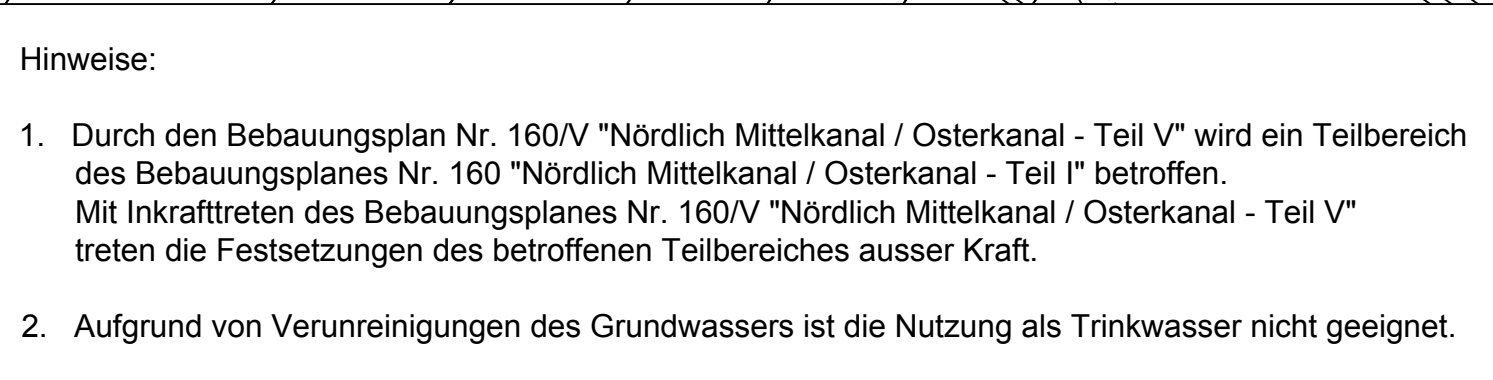 Hinweise:
1. Durch den Bebauungsplan Nr. 160/V "Nördlich Mittelkanal / Osterkanal - Teil V" wird ein Teilbereich
des Bebauungsplanes Nr. 160 "Nördlich Mittelkanal / Osterkanal - Teil I" betroffen.
Mit Inkrafttreten des Bebauungsplanes Nr. 160/V "Nördlich Mittelkanal / Osterkanal - Teil V"
treten die Festsetzungen des betroffenen Teilbereiches ausser Kraft.
2. Aufgrund von Verunreinigungen des Grundwassers ist die Nutzung als Trinkwasser nicht geeignet.